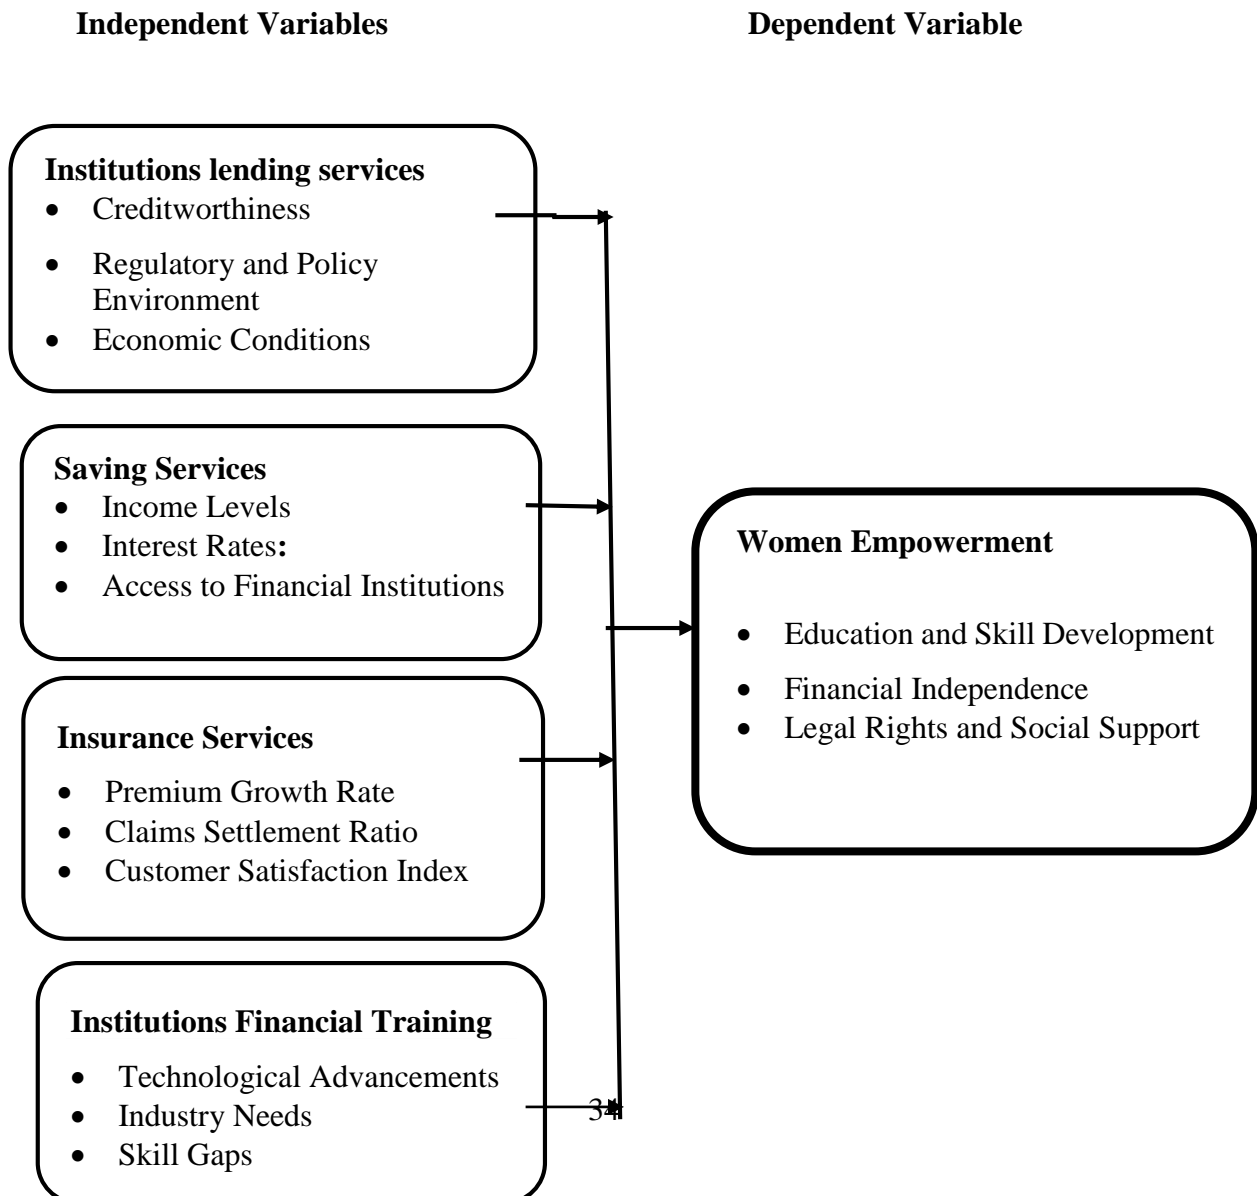 Independent Variables
Dependent Variable
Institutions lending services
• Creditworthiness
• Regulatory and Policy
Environment
• Economic Conditions
Saving Services
• Income Levels
• Interest Rates:
• Access to Financial Institutions
Insurance Services
• Premium Growth Rate
• Claims Settlement Ratio
• Customer Satisfaction Index
Institutions Financial Training
• Technological Advancements
• Industry Needs
• Skill Gaps
Women Empowerment
• Education and Skill Development
• Financial Independence
• Legal Rights and Social Support
34